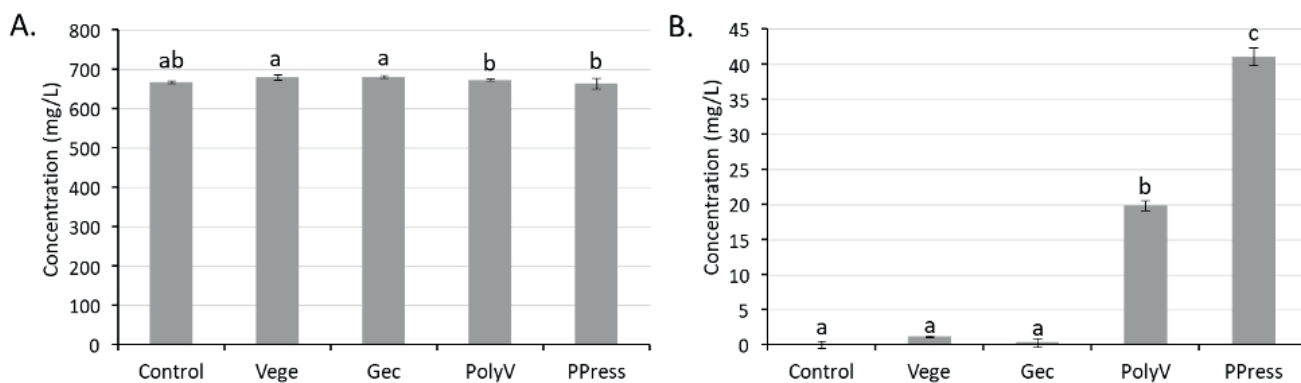 A.
Concentration (mg/L)
800
700
600
500
400
300
200
100
0
ab
a
a
b
b
Control Vege Gec PolyV PPress
B.
Concentration (mg/L)
45
40
35
30
25
20
15
10
5
0
a
a
a
b
c
Control Vege Gec PolyV PPress